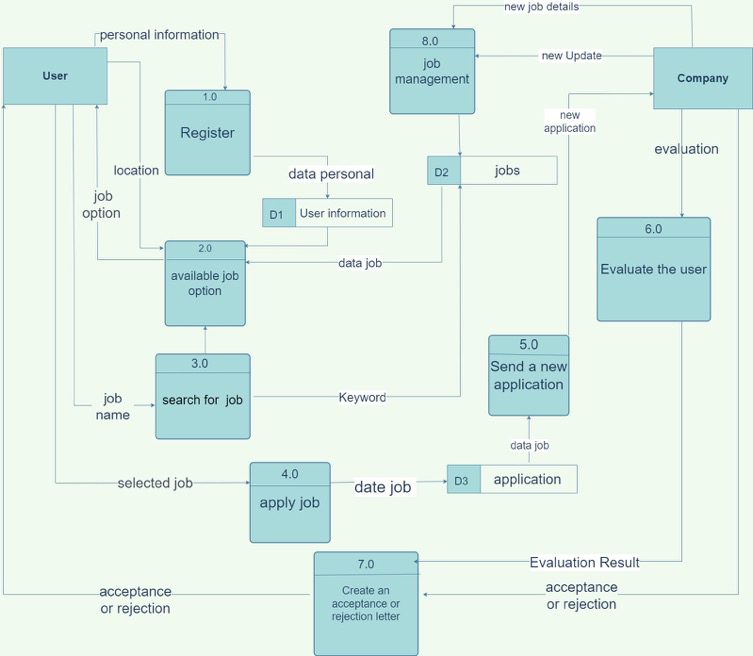 new job details
personal information
8.0
job
management
new Update
User
Company
1.0
Register
new
application
evaluation
location
data personal
D2
jobs
job
option
D1
User information
6.0
2.0
available job
option
data job
Evaluate the user
5.0
Send a new
application
3.0
search for job
Keyword
job
name
data job
4.0
apply job
selected job
date job
D3
application
7.0
Evaluation Result
Create an
acceptance or
rejection letter
acceptance
or rejection
acceptance
or rejection